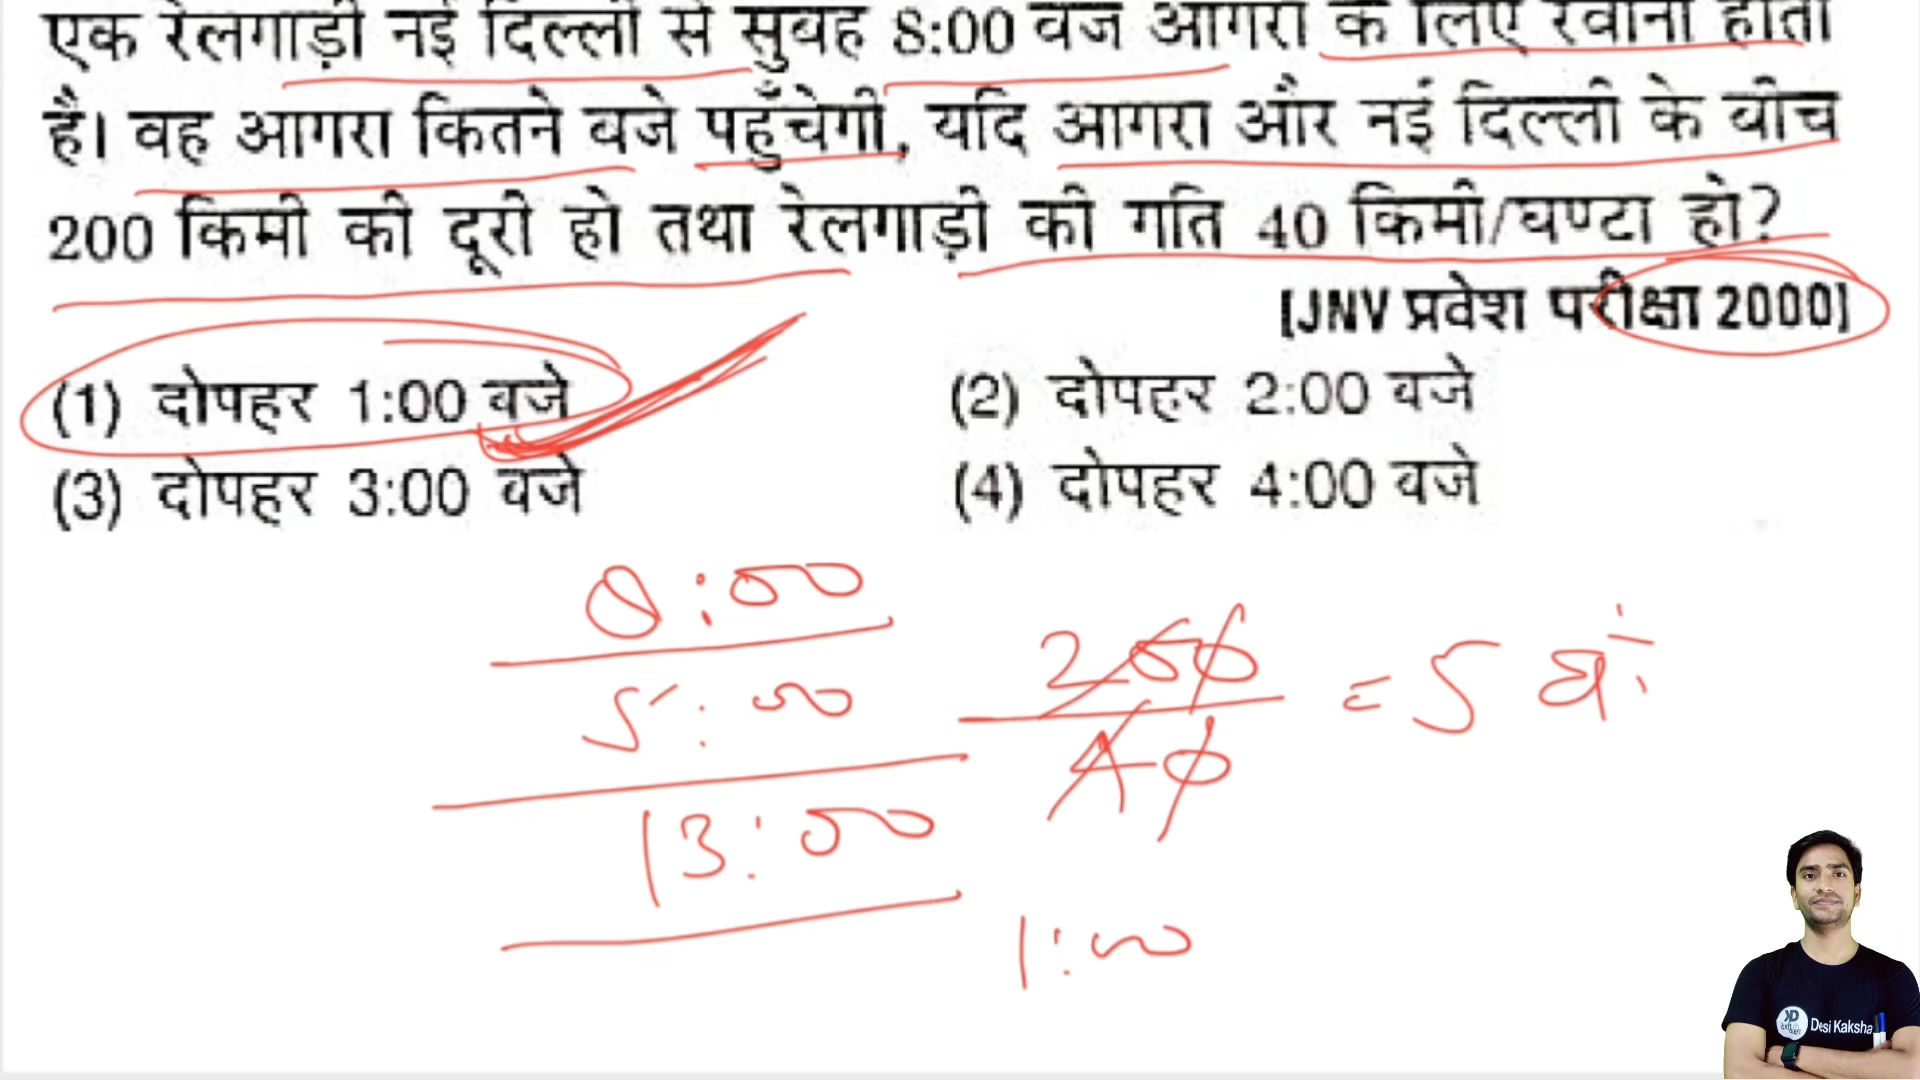 एक रेलगाड़ी नई दिल्ली से सुबह 8:00 बजे आगरा के लिए रवाना होती
है। वह आगरा कितने बजे पहुँचेगी, यदि आगरा और नई दिल्ली के बीच
200 किमी की दूरी हो तथा रेलगाड़ी की गति 40 किमी/घण्टा हो?
[JNV प्रवेश परीक्षा 2000]
(1) दोपहर 1:00 बजे (2) दोपहर 2:00 बजे
(3) दोपहर 3:00 बजे (4) दोपहर 4:00 बजे
8:00
5:00
13:00
1:00
200
40
= 5 घं.
Desi Kaksha